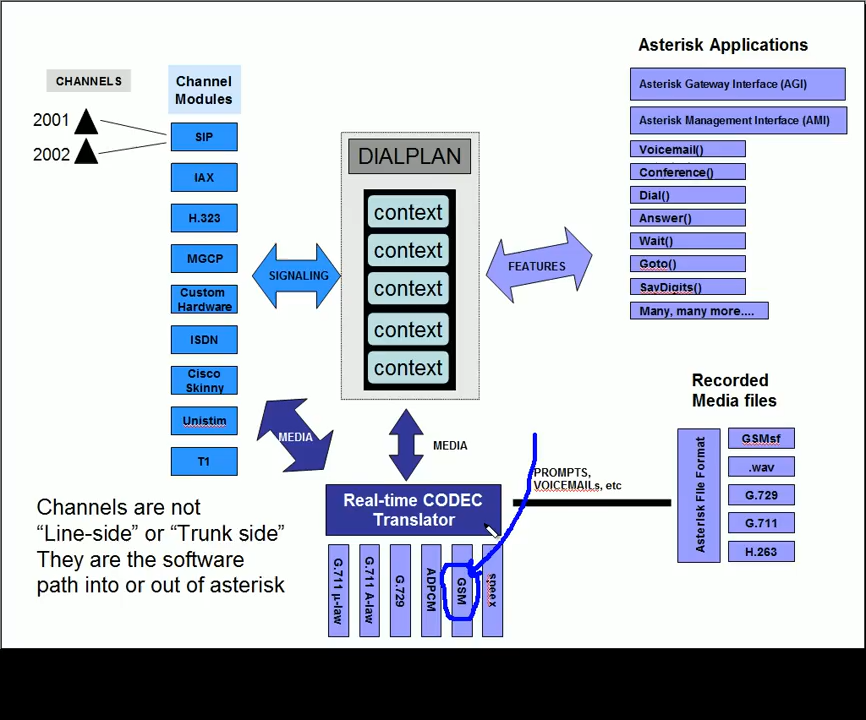 CHANNELS
2001
2002
Channel
Modules
SIP
IAX
H.323
MGCP
Custom
Hardware
ISDN
Cisco
Skinny
Unistim
T1
SIGNALING
MEDIA
DIALPLAN
context
context
context
context
context
FEATURES
Asterisk Applications
Asterisk Gateway Interface (AGI)
Asterisk Management Interface (AMI)
Voicemail()
Conference()
Dial()
Answer()
Wait()
Goto()
SayDigits()
Many, many more....
MEDIA
Real-time CODEC
Translator
G.711 µ-law
G.711 A-law
G.729
ADPCM
GSM
speex
PROMPTS,
VOICEMAILs, etc
Recorded
Media files
Asterisk File Format
GSMsf
.wav
G.729
G.711
H.263
Channels are not
“Line-side” or “Trunk side”
They are the software
path into or out of asterisk